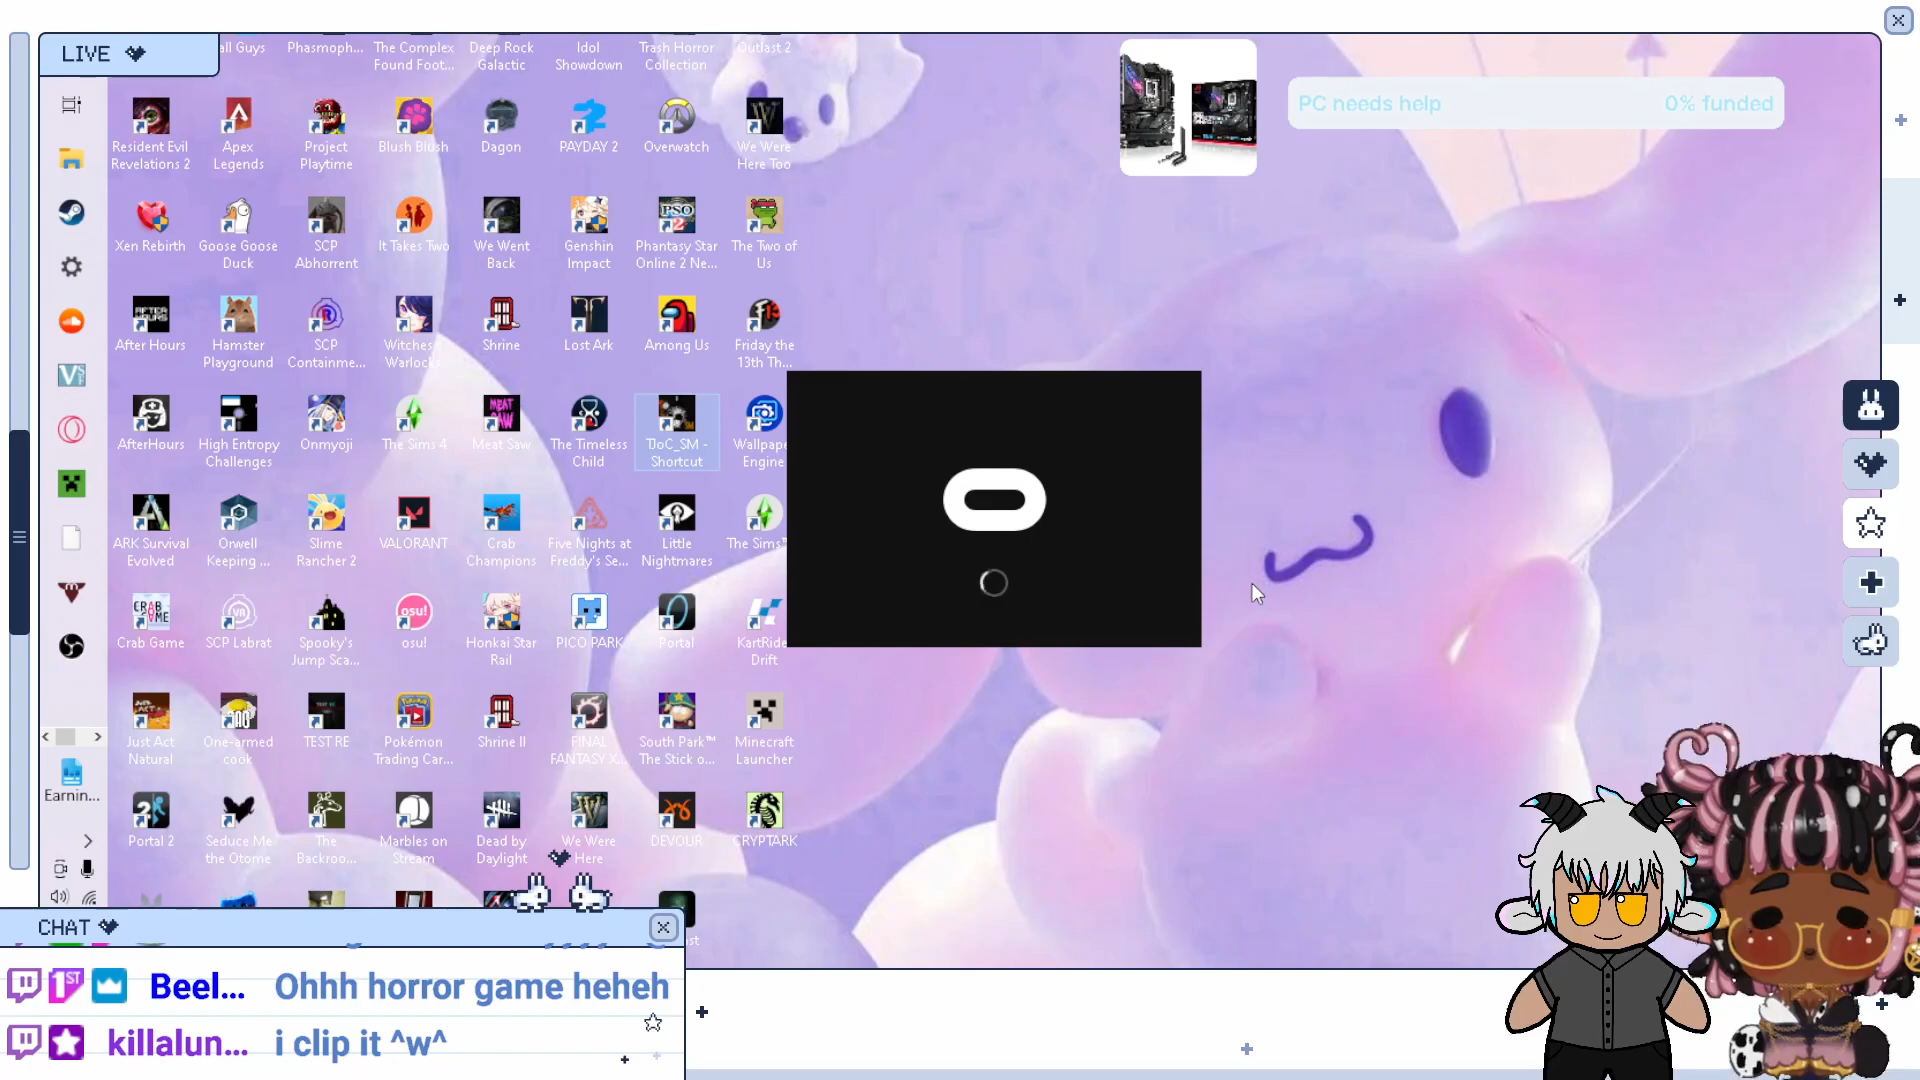 LIVE
all Guys
Phasmoph...
The Complex Found Foot...
Deep Rock Galactic
Idol Showdown
Trash Horror Collection
Outlast 2
PC needs help
0% funded
Resident Evil Revelations 2
Apex Legends
Project Playtime
Blush Blush
Dagon
PAYDAY 2
Overwatch
We Were Here Too
Xen Rebirth
Goose Goose Duck
SCP Abhorrent
It Takes Two
We Went Back
Genshin Impact
Phantasy Star Online 2 Ne...
The Two of Us
After Hours
Hamster Playground
SCP Containme...
Witches Warlock
Shrine
Lost Ark
Among Us
Friday the 13th Th...
AfterHours
High Entropy Challenges
Onmyoji
The Sims 4
Meat Saw
The Timeless Child
TJoC_SM - Shortcut
Wallpape Engine
ARK Survival Evolved
Orwell Keeping ...
Slime Rancher 2
VALORANT
Crab Champions
Five Nights at Freddy's Se...
Little Nightmares
The Sims™
Crab Game
SCP Labrat
Spooky's Jump Sca...
osu!
Honkai Star Rail
PICO PARK
Portal
KartRide Drift
Just Act Natural
One-armed cook
TEST RE
Pokémon Trading Car...
Shrine II
FINAL FANTASY X...
South Park™ The Stick o...
Minecraft Launcher
Earnin...
Portal 2
Seduce Me the Otome
The Backroo...
Marbles on Stream
Dead by Daylight
We Were Here
DEVOUR
CRYPTARK
CHAT
1ST Beel... Ohhh horror game heheh
killalun... i clip it ^w^